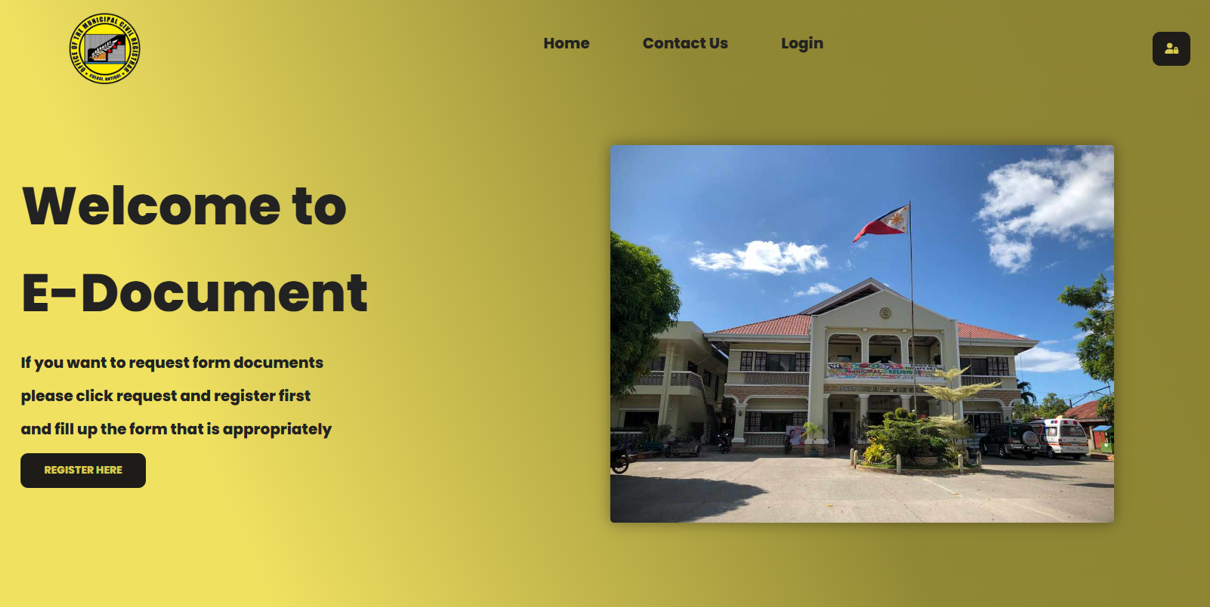 OFFICE OF THE MUNICIPAL CIVIL REGISTRAR
Home
Contact Us
Login
Welcome to
E-Document
If you want to request form documents
please click request and register first
and fill up the form that is appropriately
REGISTER HERE